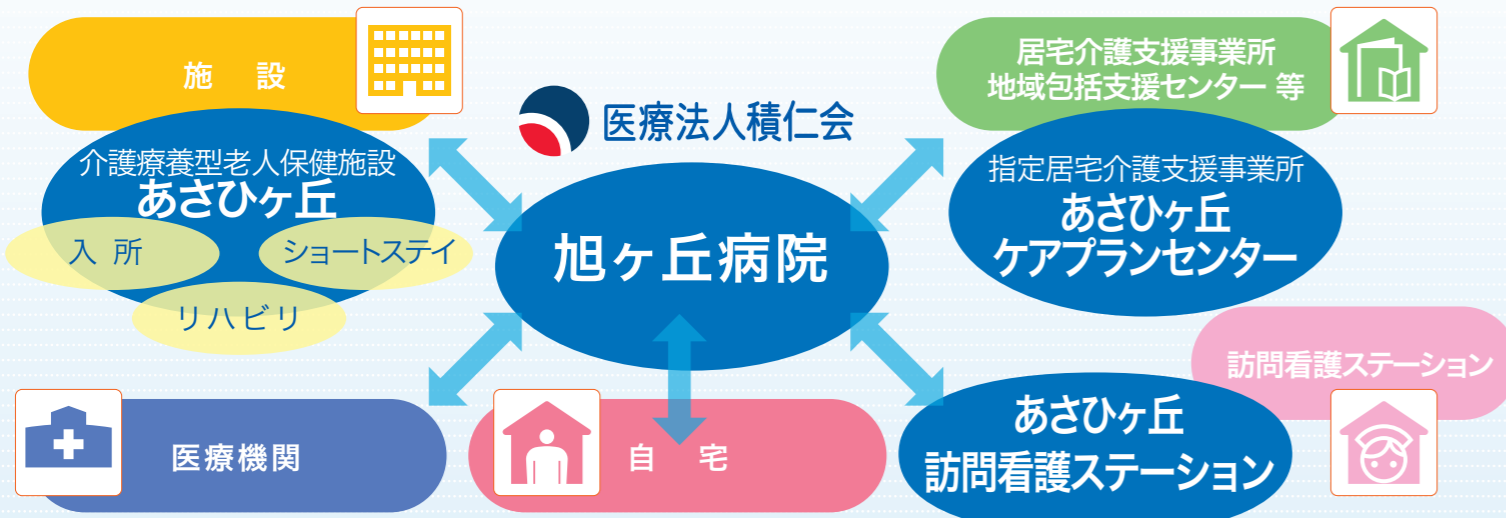 施 設
介護療養型老人保健施設
あさひヶ丘
入 所
ショートステイ
リハビリ
医療法人積仁会
旭ヶ丘病院
居宅介護支援事業所
地域包括支援センター 等
指定居宅介護支援事業所
あさひヶ丘
ケアプランセンター
医療機関
自 宅
訪問看護ステーション
あさひヶ丘
訪問看護ステーション